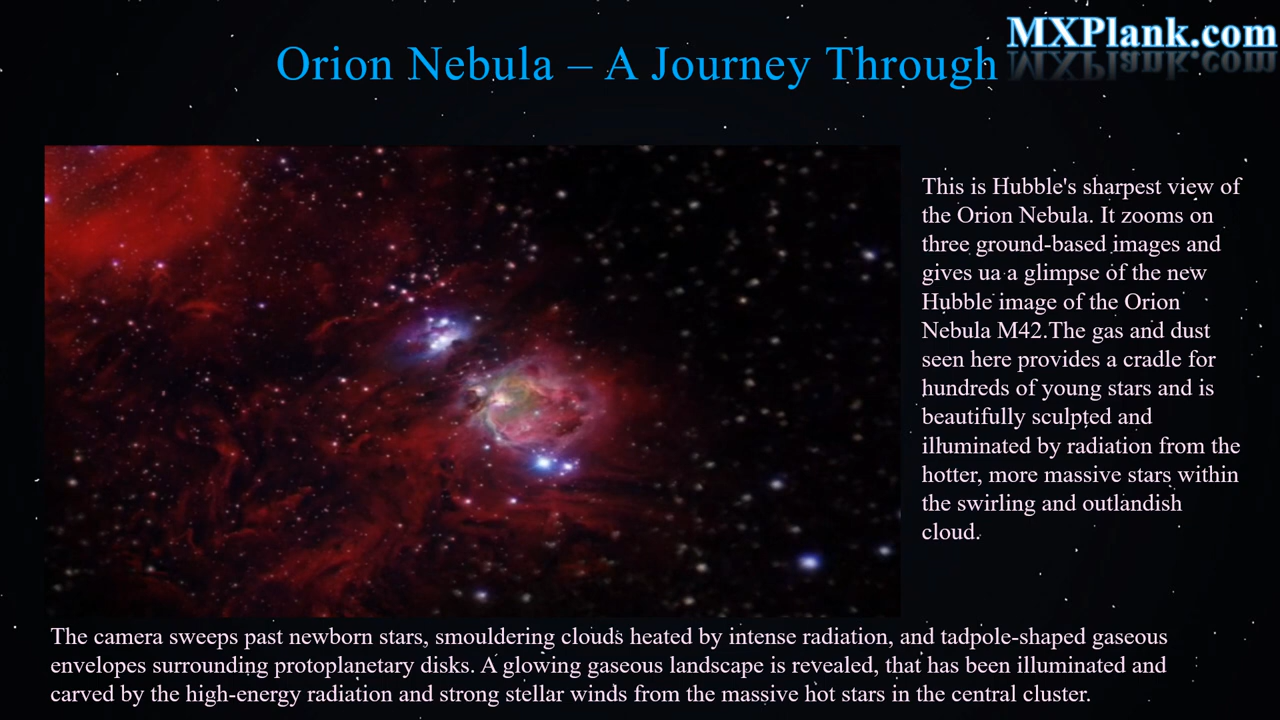 MXPlank.com
Orion Nebula – A Journey Through
This is Hubble's sharpest view of
the Orion Nebula. It zooms on
three ground-based images and
gives ua a glimpse of the new
Hubble image of the Orion
Nebula M42.The gas and dust
seen here provides a cradle for
hundreds of young stars and is
beautifully sculpted and
illuminated by radiation from the
hotter, more massive stars within
the swirling and outlandish
cloud.
The camera sweeps past newborn stars, smouldering clouds heated by intense radiation, and tadpole-shaped gaseous
envelopes surrounding protoplanetary disks. A glowing gaseous landscape is revealed, that has been illuminated and
carved by the high-energy radiation and strong stellar winds from the massive hot stars in the central cluster.